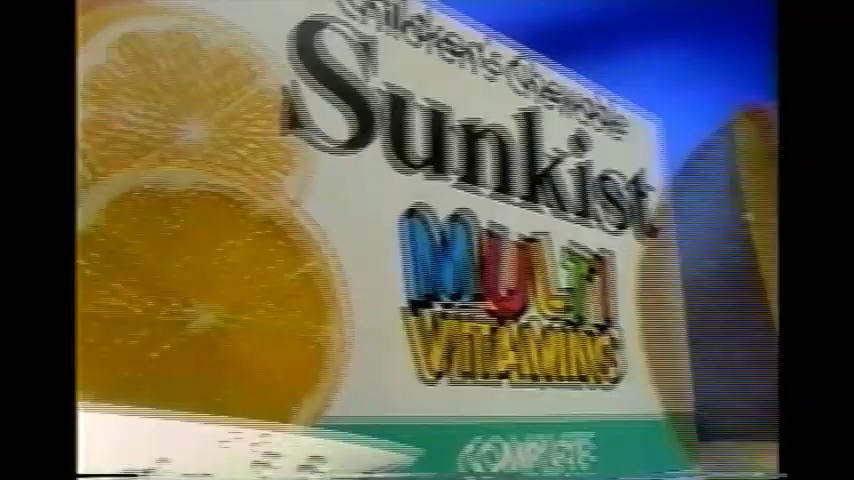 Children's Chewable
Sunkist
MULTI
VITAMINS
COMPLETE